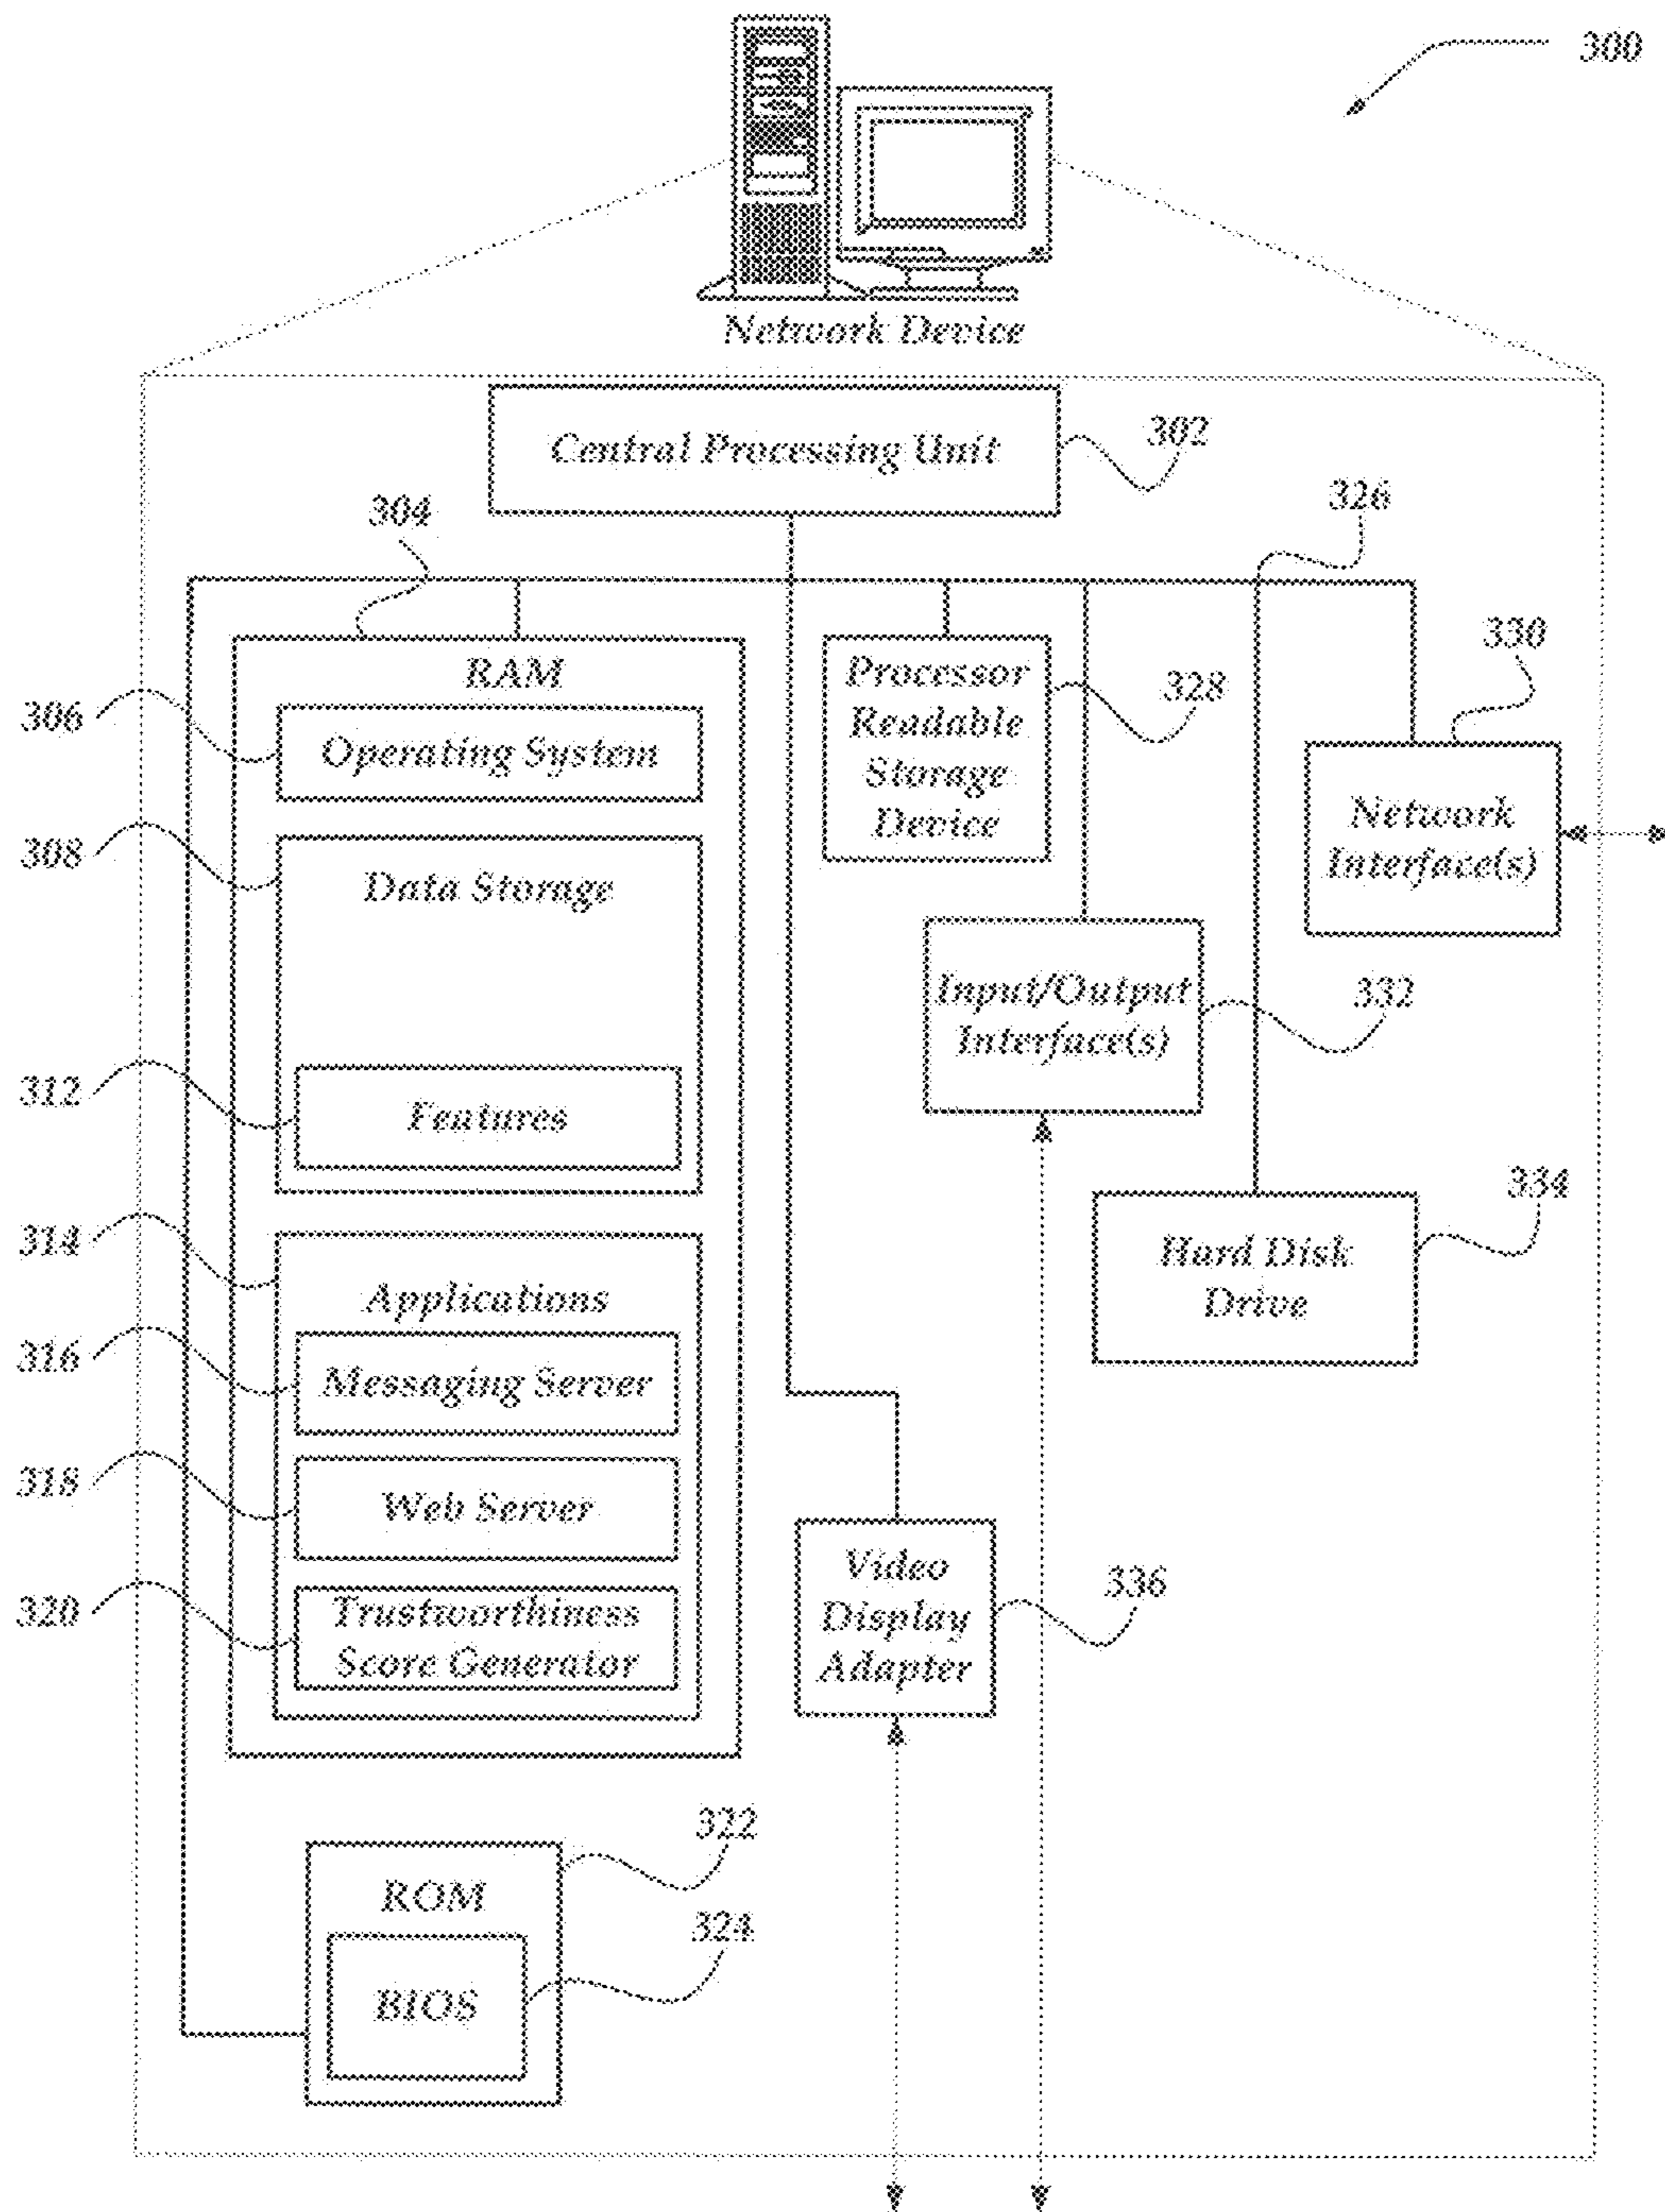 300
Network Device
Central Processing Unit
302
304
326
RAM
Processor
Readable
Storage
Device
328
330
306
Operating System
Network
Interface(s)
308
Data Storage
Input/Output
Interface(s)
332
312
Features
334
Hard Disk
Drive
314
Applications
316
Messaging Server
318
Web Server
Video
Display
Adapter
336
320
Trustworthiness
Score Generator
322
ROM
324
BIOS